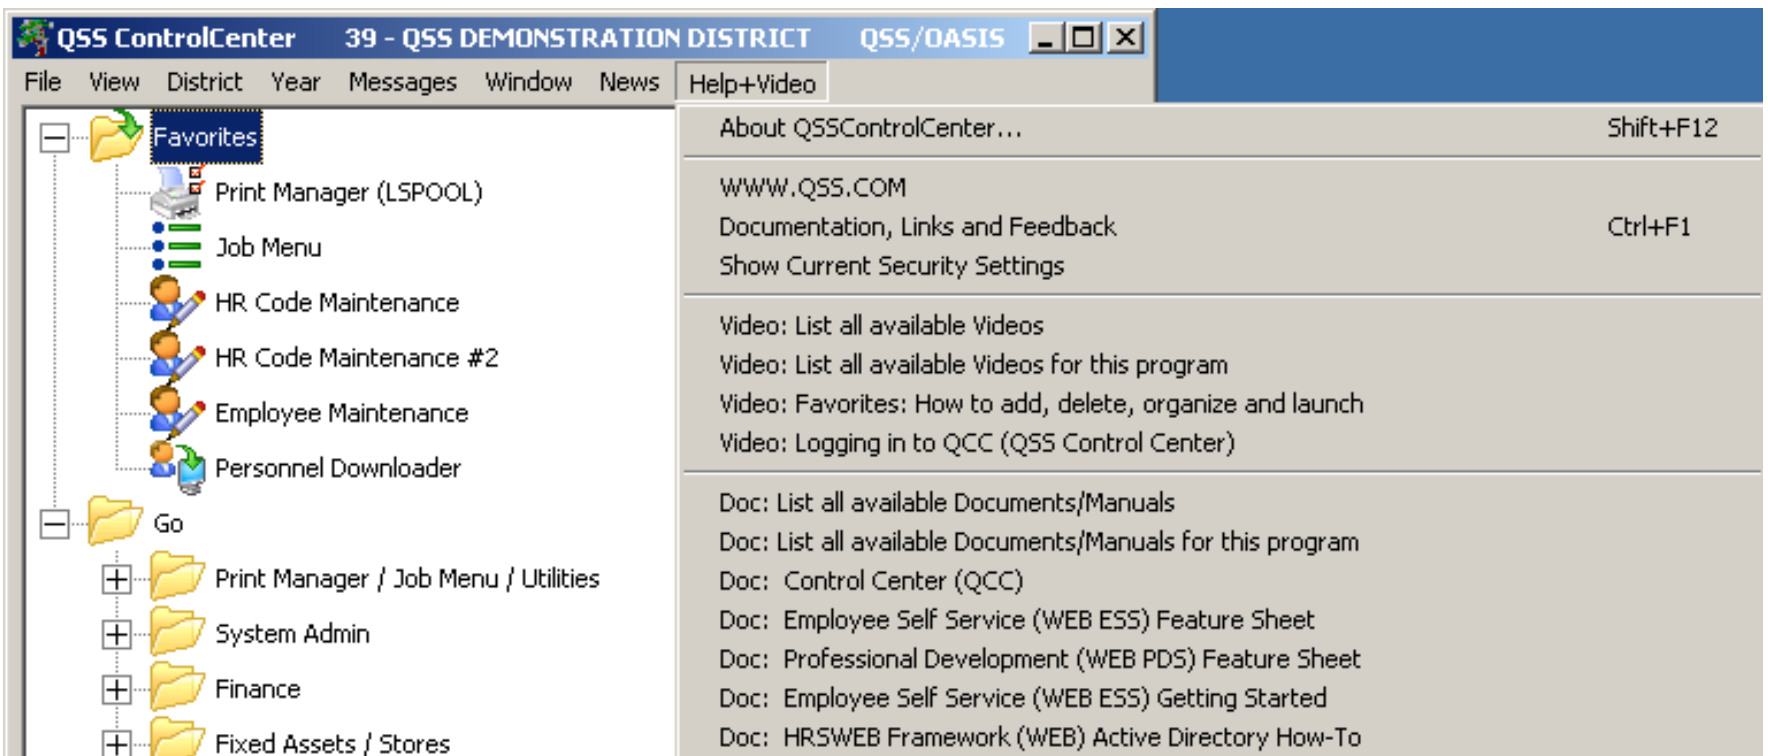 QSS ControlCenter 39 - QSS DEMONSTRATION DISTRICT QSS/OASIS
File View District Year Messages Window News Help+Video
Favorites
Print Manager (LSPOOL)
Job Menu
HR Code Maintenance
HR Code Maintenance #2
Employee Maintenance
Personnel Downloader
Go
Print Manager / Job Menu / Utilities
System Admin
Finance
Fixed Assets / Stores
About QSSControlCenter... Shift+F12
WWW.QSS.COM
Documentation, Links and Feedback Ctrl+F1
Show Current Security Settings
Video: List all available Videos
Video: List all available Videos for this program
Video: Favorites: How to add, delete, organize and launch
Video: Logging in to QCC (QSS Control Center)
Doc: List all available Documents/Manuals
Doc: List all available Documents/Manuals for this program
Doc: Control Center (QCC)
Doc: Employee Self Service (WEB ESS) Feature Sheet
Doc: Professional Development (WEB PDS) Feature Sheet
Doc: Employee Self Service (WEB ESS) Getting Started
Doc: HRSWEB Framework (WEB) Active Directory How-To